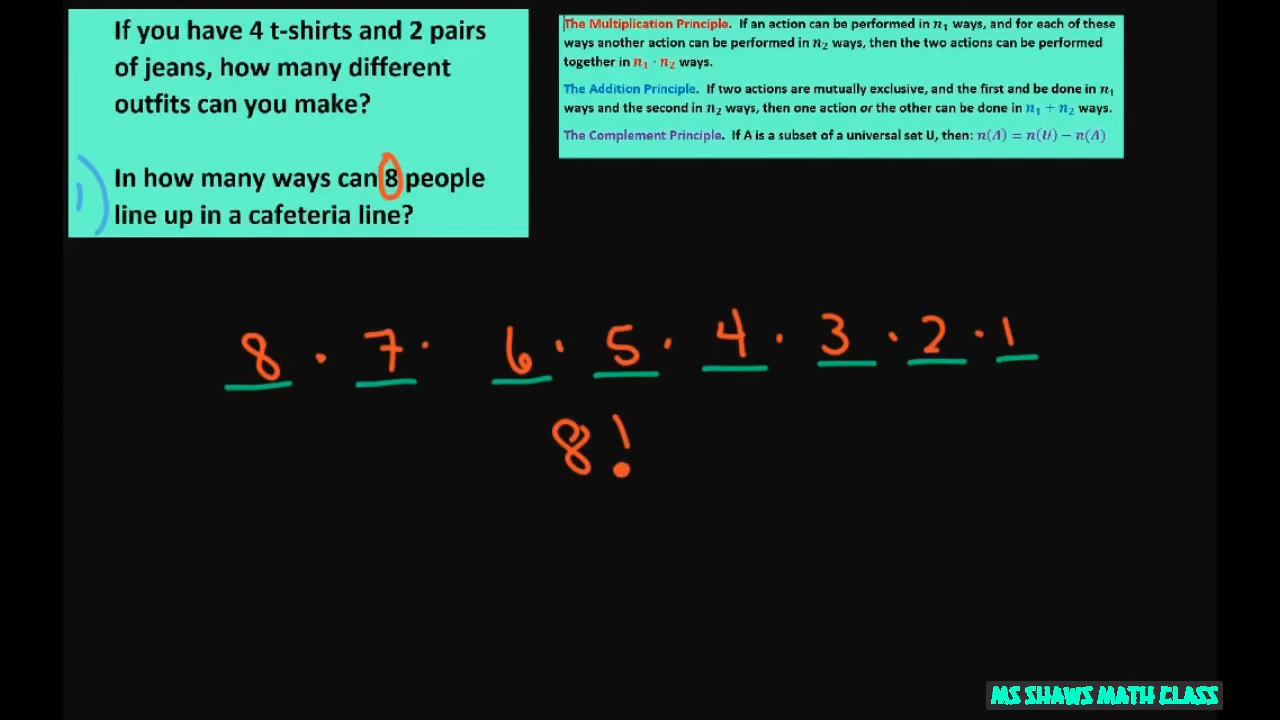 If you have 4 t-shirts and 2 pairs
of jeans, how many different
outfits can you make?
1)
In how many ways can 8 people
line up in a cafeteria line?
The Multiplication Principle. If an action can be performed in n₁ ways, and for each of these
ways another action can be performed in n₂ ways, then the two actions can be performed
together in n₁ · n₂ ways.
The Addition Principle. If two actions are mutually exclusive, and the first and be done in n₁
ways and the second in n₂ ways, then one action or the other can be done in n₁ + n₂ ways.
The Complement Principle. If A is a subset of a universal set U, then: n(A) = n(U) − n(A)
8 · 7 · 6 · 5 · 4 · 3 · 2 · 1
8!
MS SHAWS MATH CLASS